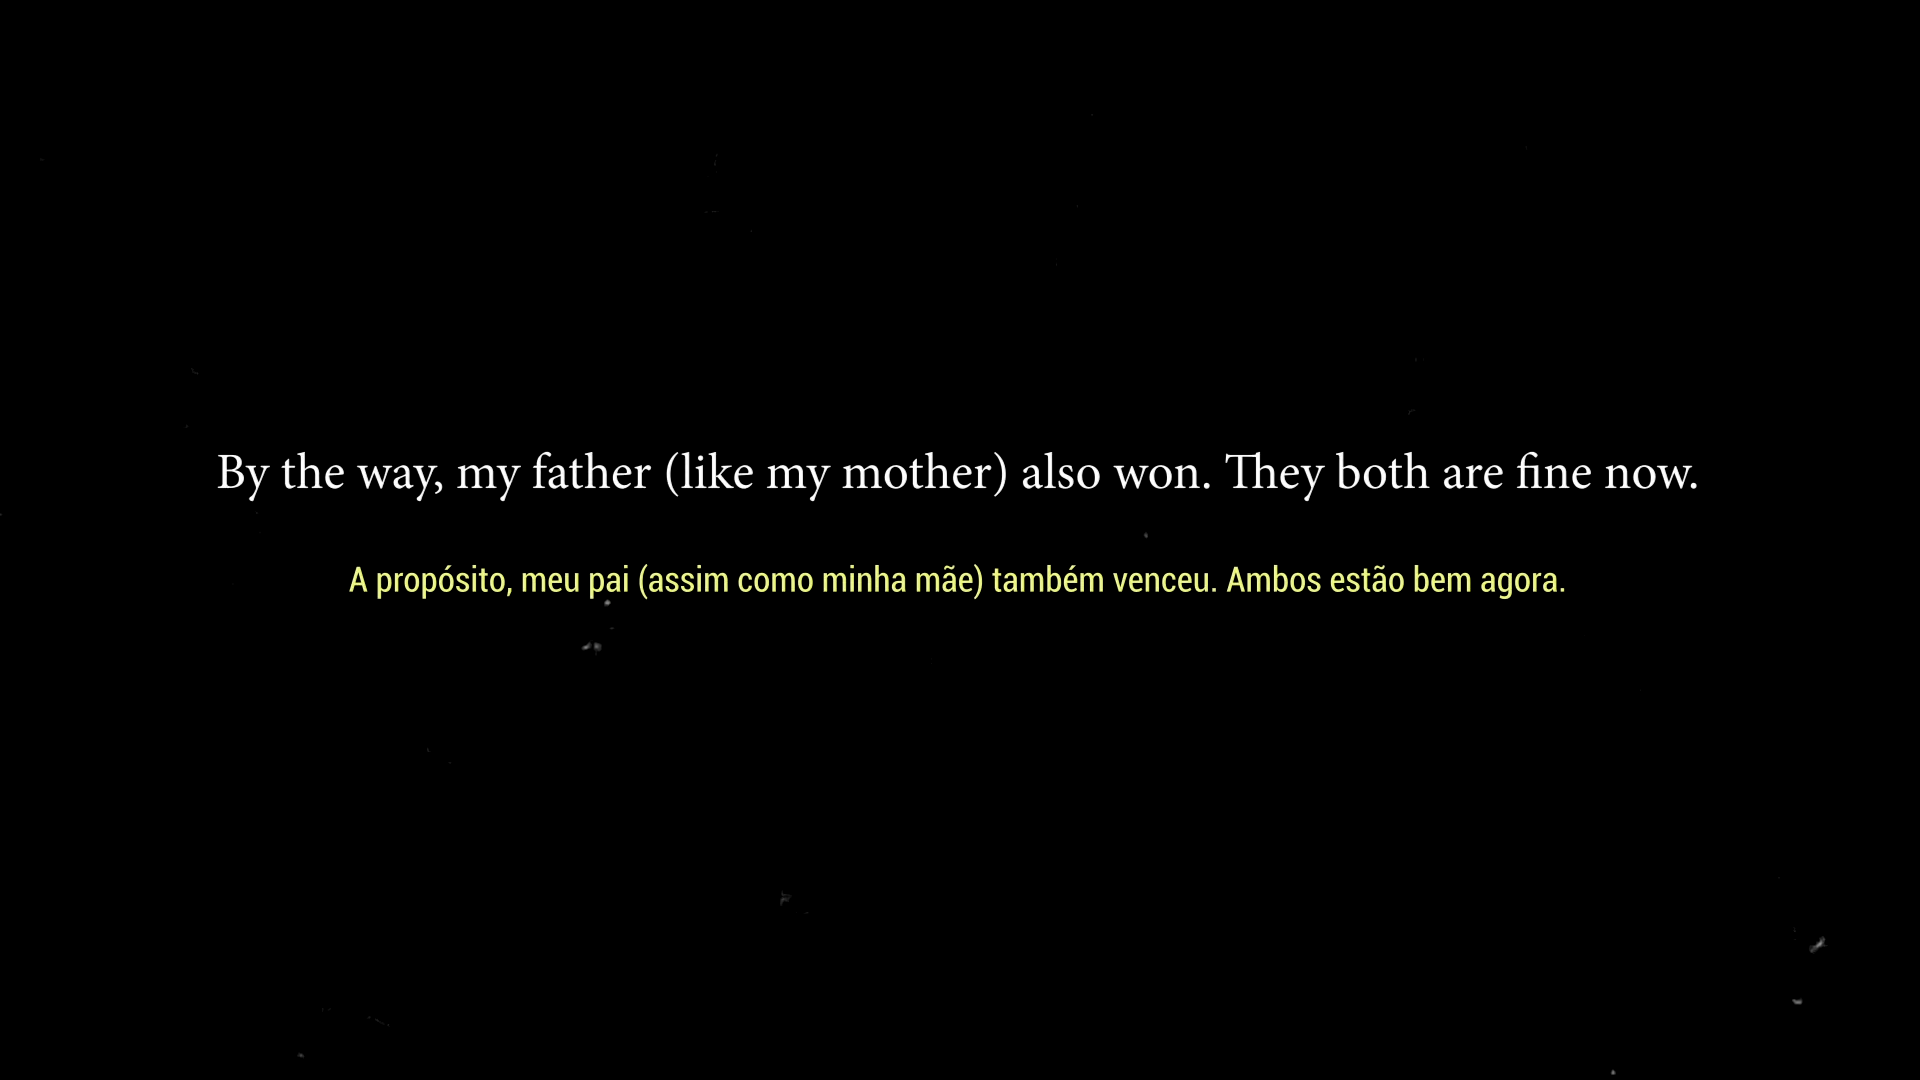 By the way, my father (like my mother) also won. They both are fine now.
A propósito, meu pai (assim como minha mãe) também venceu. Ambos estão bem agora.